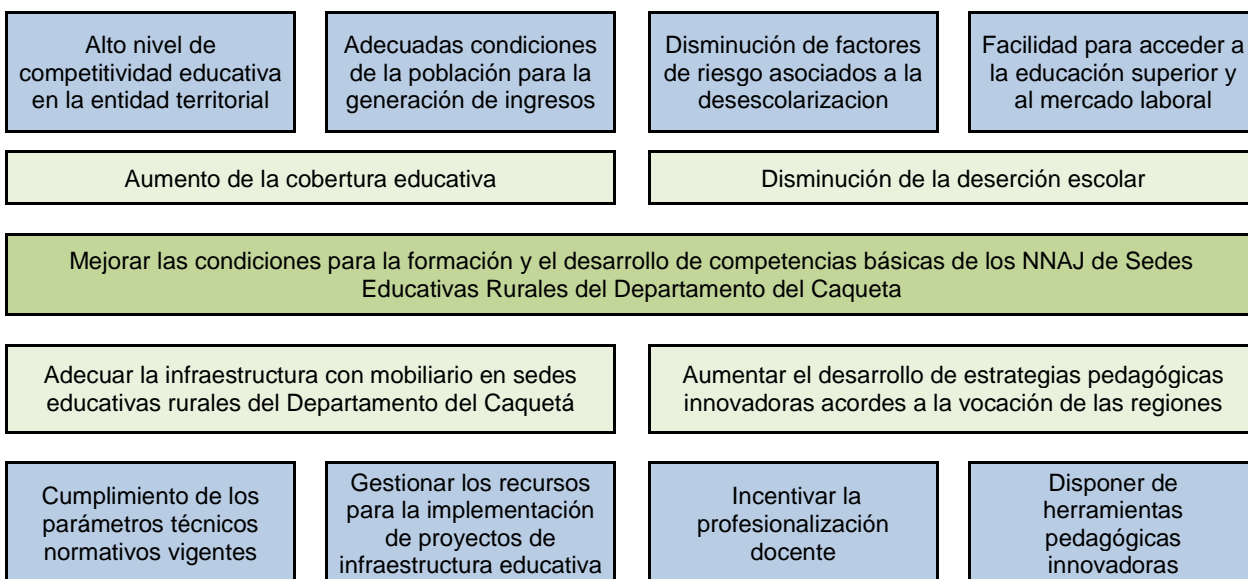 Alto nivel de
competitividad educativa
en la entidad territorial
Adecuadas condiciones
de la población para la
generación de ingresos
Disminución de factores
de riesgo asociados a la
desescolarizacion
Facilidad para acceder a
la educación superior y
al mercado laboral
Aumento de la cobertura educativa
Disminución de la deserción escolar
Mejorar las condiciones para la formación y el desarrollo de competencias básicas de los NNAJ de Sedes
Educativas Rurales del Departamento del Caqueta
Adecuar la infraestructura con mobiliario en sedes
educativas rurales del Departamento del Caquetá
Aumentar el desarrollo de estrategias pedagógicas
innovadoras acordes a la vocación de las regiones
Cumplimiento de los
parámetros técnicos
normativos vigentes
Gestionar los recursos
para la implementación
de proyectos de
infraestructura educativa
Incentivar la
profesionalización
docente
Disponer de
herramientas
pedagógicas
innovadoras